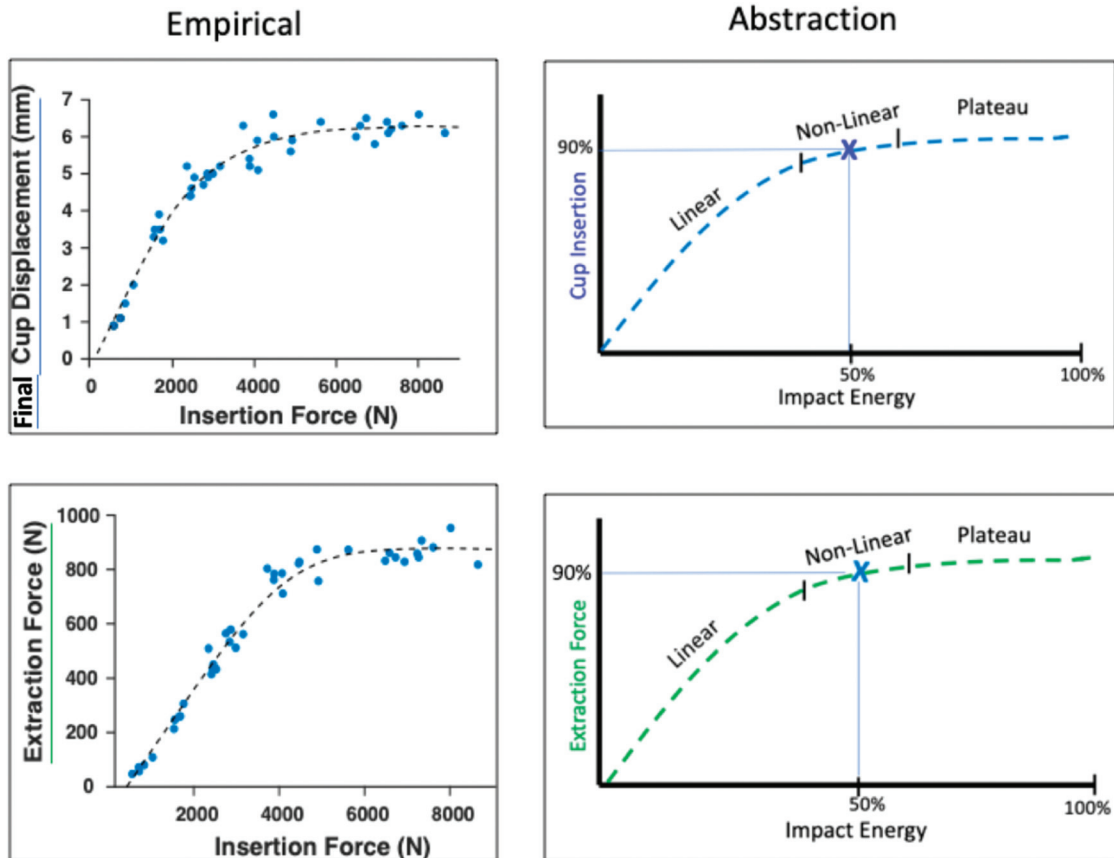 Empirical
Abstraction
Final Cup Displacement (mm)
7
6
5
4
3
2
1
0
0 2000 4000 6000 8000
Insertion Force (N)
Cup Insertion
90%
Linear
Non-Linear
Plateau
50% 100%
Impact Energy
Extraction Force (N)
1000
800
600
400
200
0
2000 4000 6000 8000
Insertion Force (N)
Extraction Force
90%
Linear
Non-Linear
Plateau
50% 100%
Impact Energy